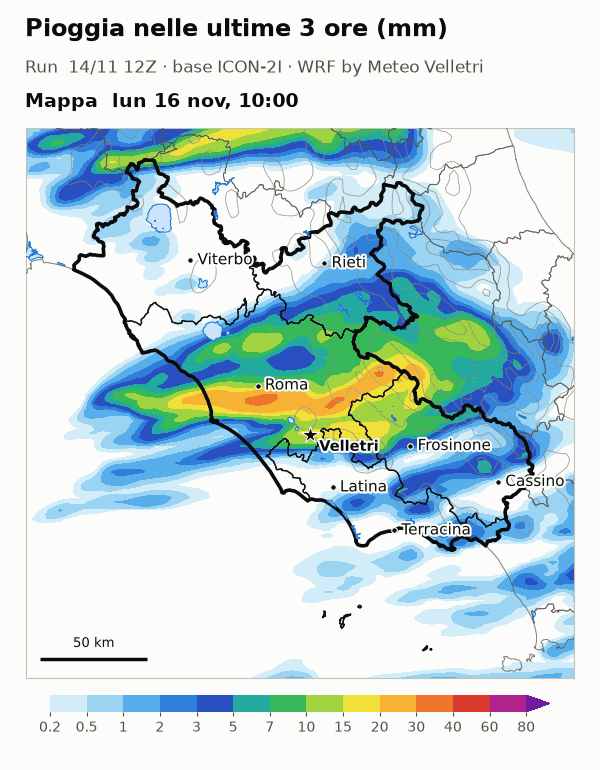 Pioggia nelle ultime 3 ore (mm)
Run  14/11 12Z · base ICON-2I · WRF by Meteo Velletri
Mappa  lun 16 nov, 10:00
Viterbo
Rieti
Roma
Velletri
Frosinone
Cassino
Latina
Terracina
50 km
0.2 0.5 1 2 3 5 7 10 15 20 30 40 60 80